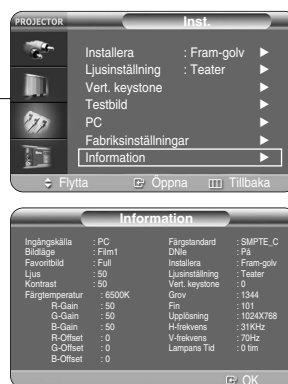 PROJECTOR
Inst.
Installera : Fram-golv
Ljusinställning : Teater
Vert. keystone
Testbild
PC
Fabriksinställningar
Information
Flytta Öppna Tillbaka
Information
Ingångskälla : PC
Bildläge : Film1
Favoritbild : Full
Ljus : 50
Kontrast : 50
Färgtemperatur : 6500K
R-Gain : 50
G-Gain : 50
B-Gain : 50
R-Offset : 0
G-Offset : 0
B-Offset : 0
Färgstandard : SMPTE_C
DNIe : På
Installera : Fram-golv
Ljusinställning : Teater
Vert. keystone : 0
Grov : 1344
Fin : 101
Upplösning : 1024X768
H-frekvens : 31KHz
V-frekvens : 70Hz
Lampans Tid : 0 tim
OK